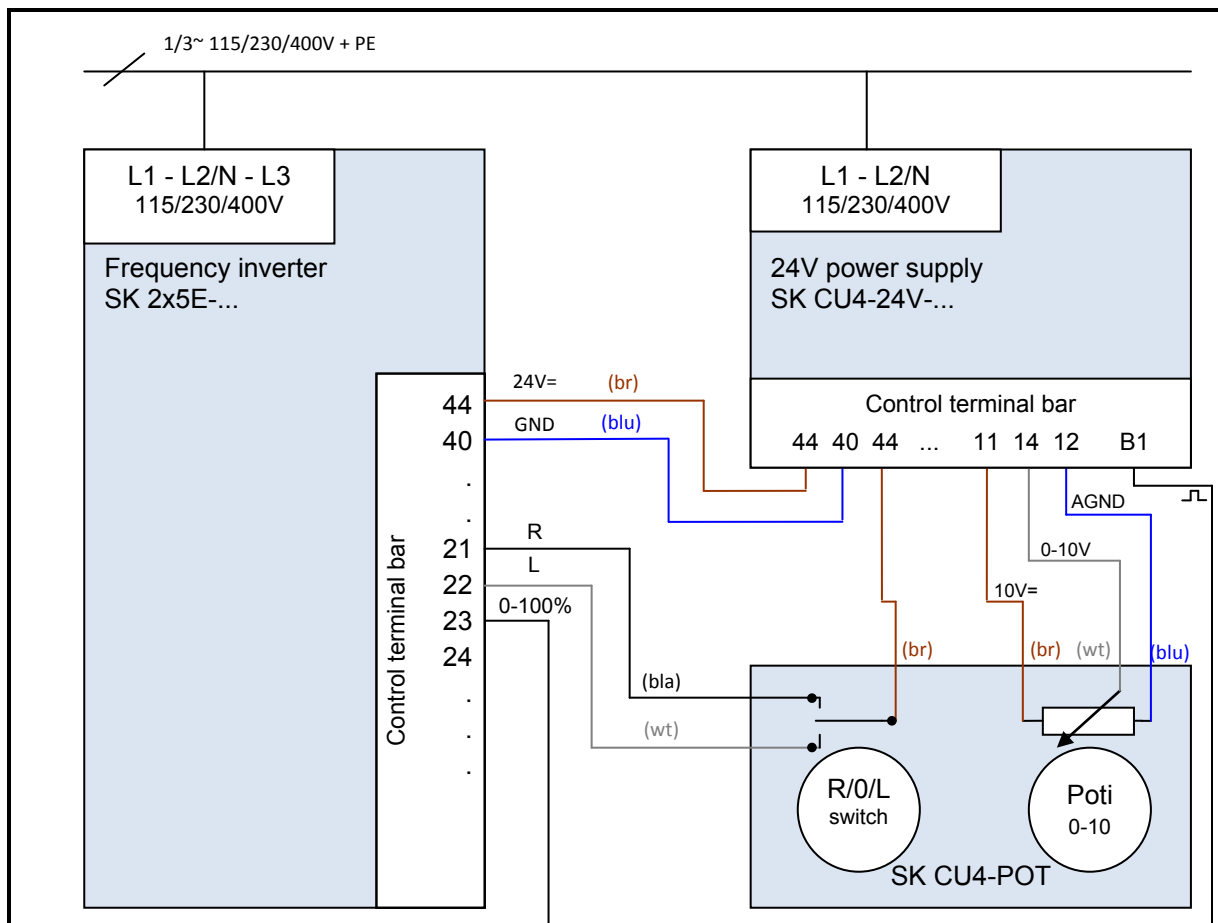 1/3~ 115/230/400V + PE
L1 - L2/N - L3
115/230/400V
Frequency inverter
SK 2x5E-...
L1 - L2/N
115/230/400V
24V power supply
SK CU4-24V-...
Control terminal bar
44 40 44 ... 11 14 12 B1
24V= (br)
44
GND (blu)
40
.
.
R
21
L
22
0-100%
23
24
.
.
.
Control terminal bar
AGND
0-10V
10V=
(br) (br) (wt) (blu)
(bla)
(wt)
R/0/L
switch
Poti
0-10
SK CU4-POT